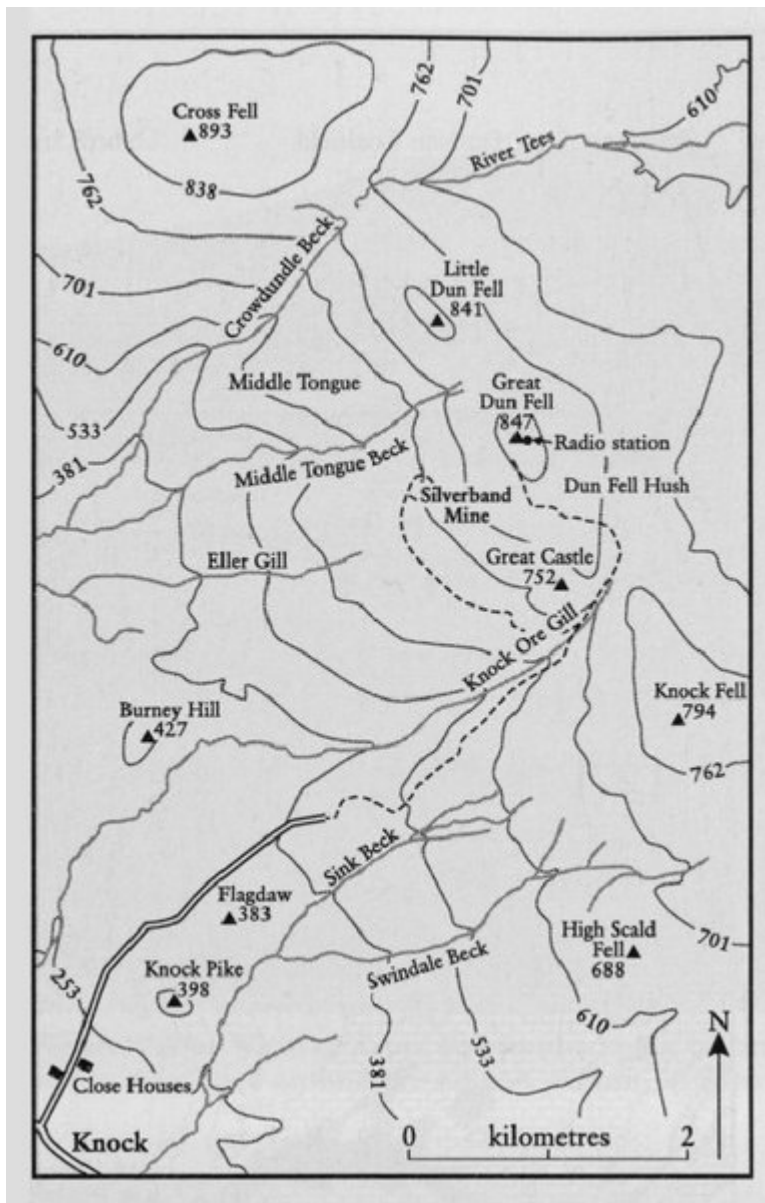 762
701
610
Cross Fell
893
River Tees
762
838
Crowdundle Beck
Little
Dun Fell
841
701
610
Middle Tongue
Great
Dun Fell
847
Radio station
533
381
Middle Tongue Beck
Silverband
Mine
Dun Fell Hush
Eller Gill
Great Castle
752
Knock Ore Gill
Burney Hill
427
Knock Fell
794
762
Sink Beck
Flagdaw
383
High Scald
Fell
688
701
Swindale Beck
Knock Pike
398
253
610
N
533
381
Close Houses
Knock
0 kilometres 2